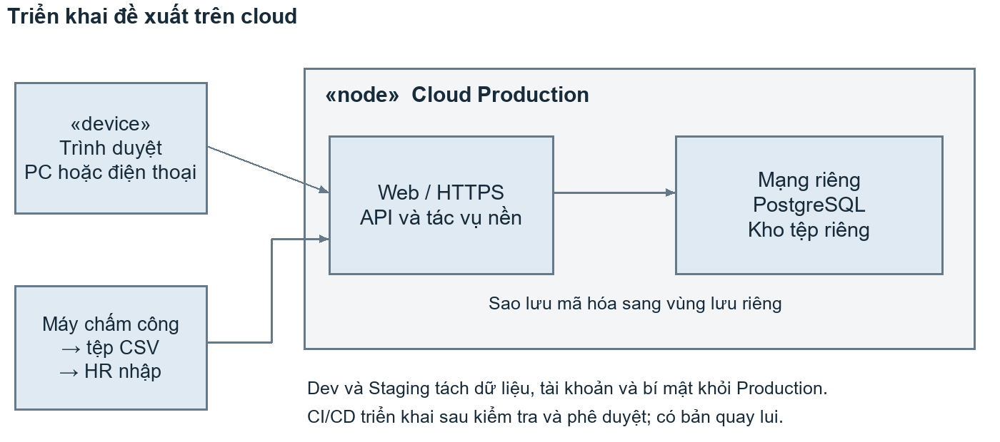 Triển khai đề xuất trên cloud
«node»  Cloud Production
«device»
Trình duyệt
PC hoặc điện thoại
Web / HTTPS
API và tác vụ nền
Mạng riêng
PostgreSQL
Kho tệp riêng
Sao lưu mã hóa sang vùng lưu riêng
Máy chấm công
→ tệp CSV
→ HR nhập
Dev và Staging tách dữ liệu, tài khoản và bí mật khỏi Production.
CI/CD triển khai sau kiểm tra và phê duyệt; có bản quay lui.